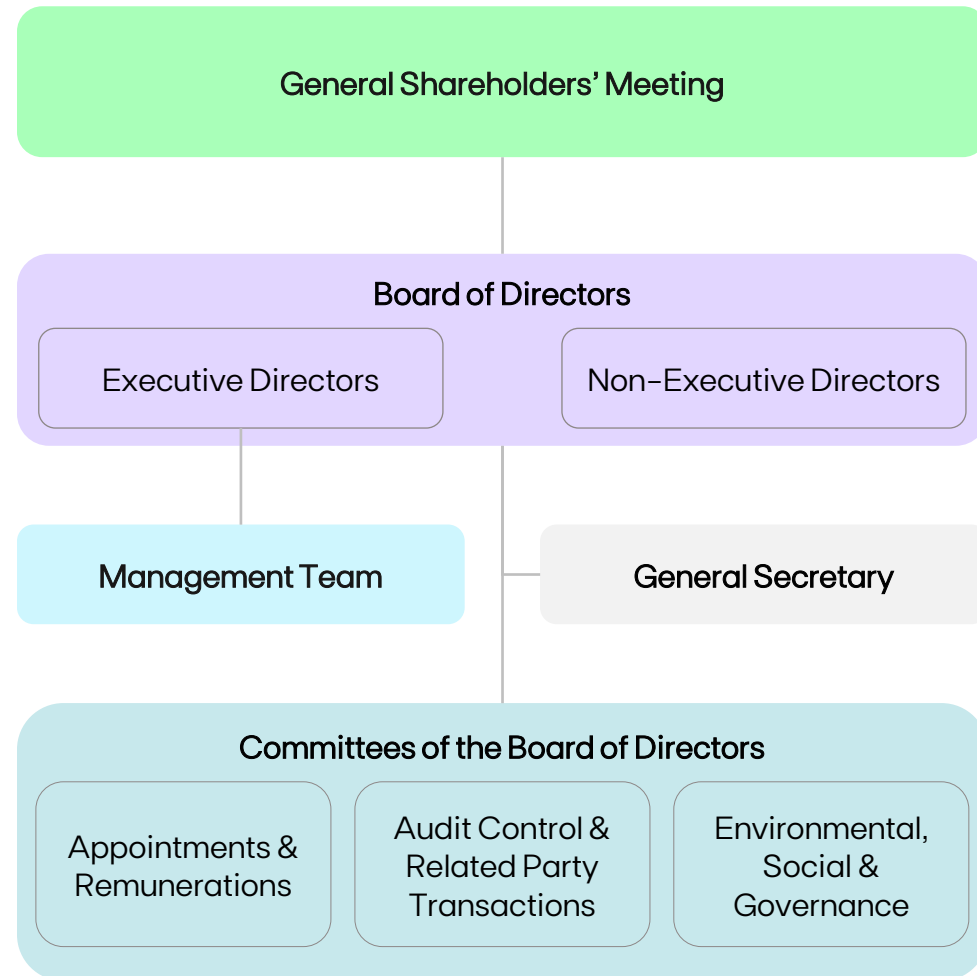 General Shareholders’ Meeting
Board of Directors
Executive Directors
Non-Executive Directors
Management Team
General Secretary
Committees of the Board of Directors
Appointments &
Remunerations
Audit Control &
Related Party
Transactions
Environmental,
Social &
Governance